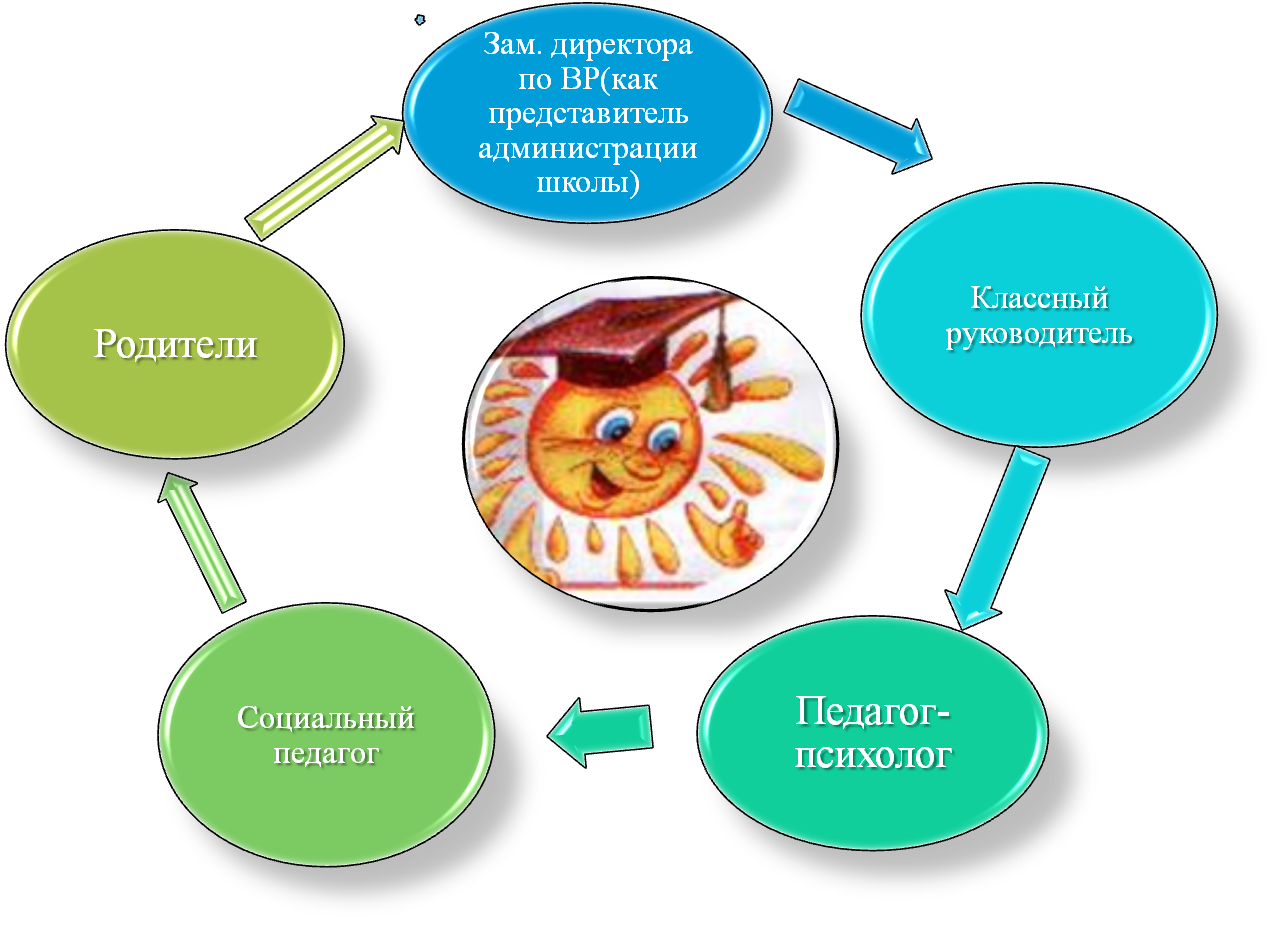 Зам. директора
по ВР(как
представитель
администрации
школы)
Классный
руководитель
Педагог-
психолог
Социальный
педагог
Родители